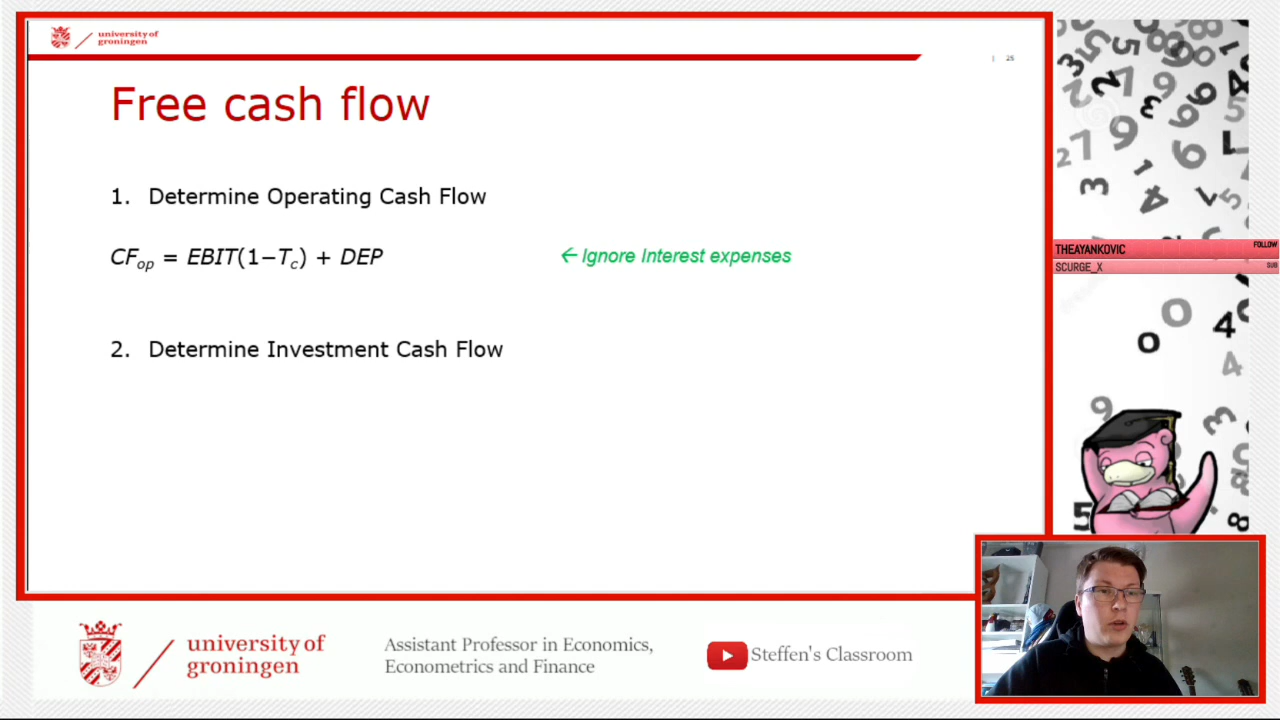 university of
groningen
25
Free cash flow
1. Determine Operating Cash Flow
CFop = EBIT(1−Tc) + DEP
← Ignore Interest expenses
2. Determine Investment Cash Flow
THEAYANKOVIC
FOLLOW
SCURGE_X
SUB
university of
groningen
Assistant Professor in Economics,
Econometrics and Finance
Steffen's Classroom